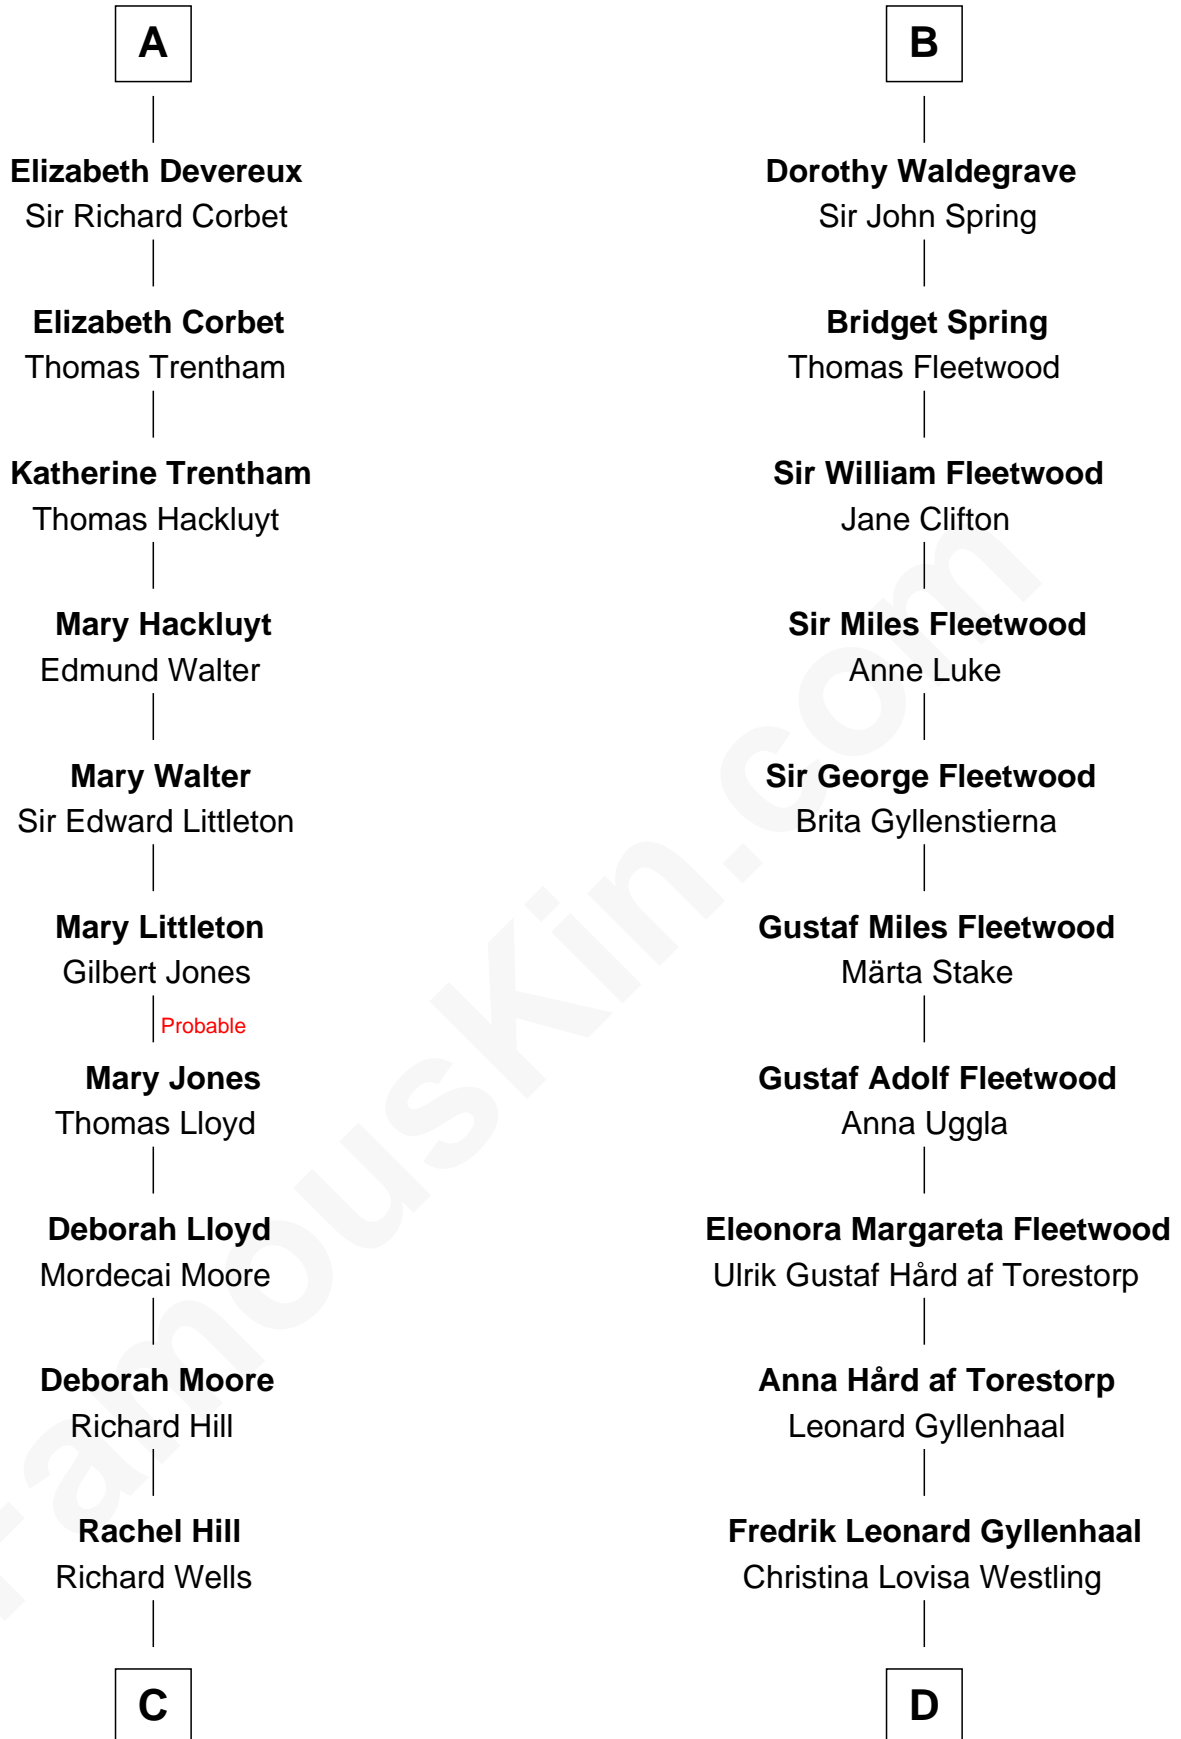 A
Elizabeth Devereux
Sir Richard Corbet
Elizabeth Corbet
Thomas Trentham
Katherine Trentham
Thomas Hackluyt
Mary Hackluyt
Edmund Walter
Mary Walter
Sir Edward Littleton
Mary Littleton
Gilbert Jones
Probable
Mary Jones
Thomas Lloyd
Deborah Lloyd
Mordecai Moore
Deborah Moore
Richard Hill
Rachel Hill
Richard Wells
C
B
Dorothy Waldegrave
Sir John Spring
Bridget Spring
Thomas Fleetwood
Sir William Fleetwood
Jane Clifton
Sir Miles Fleetwood
Anne Luke
Sir George Fleetwood
Brita Gyllenstierna
Gustaf Miles Fleetwood
Märta Stake
Gustaf Adolf Fleetwood
Anna Uggla
Eleonora Margareta Fleetwood
Ulrik Gustaf Hård af Torestorp
Anna Hård af Torestorp
Leonard Gyllenhaal
Fredrik Leonard Gyllenhaal
Christina Lovisa Westling
D
FamousKin.com